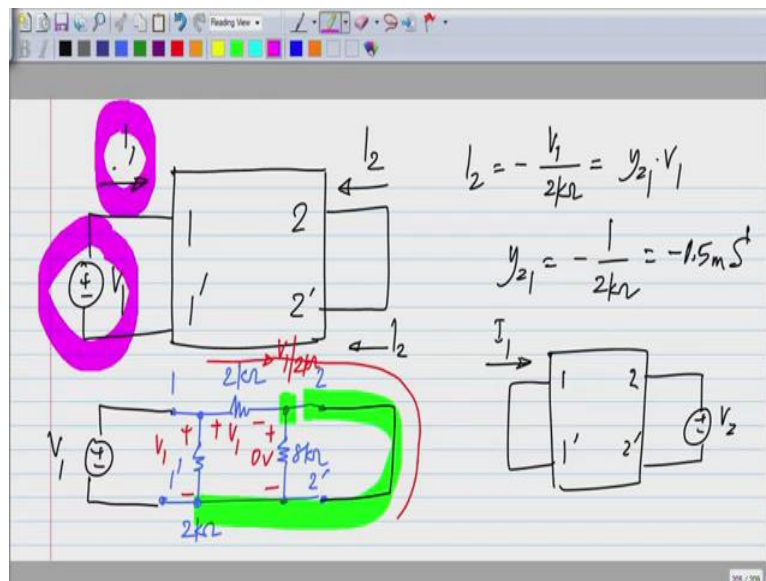 Reading View
B I
I₁
I₂
I₂ = - V₁/2kΩ = y₂₁·V₁
1 2
V₁
1' 2'
y₂₁ = - 1/2kΩ = -0.5mS
I₂
V₁/2kΩ
I₁
1 2kΩ 2
1 2
V₁ V₁ + V₁ - + 0V 8kΩ
V₂
1' 2'
1' 2'
2kΩ
305 / 309